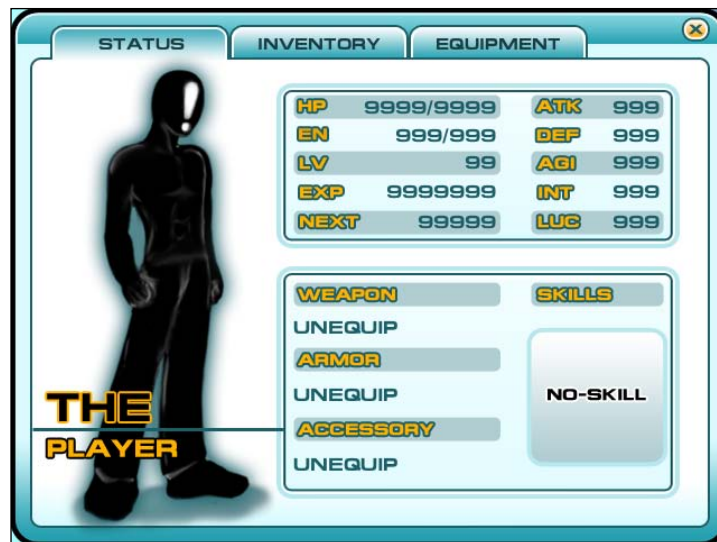 STATUS INVENTORY EQUIPMENT
HP 9999/9999 ATK 999
EN 999/999 DEF 999
LV 99 AGI 999
EXP 9999999 INT 999
NEXT 99999 LUC 999
WEAPON SKILLS
UNEQUIP
ARMOR
UNEQUIP
NO-SKILL
ACCESSORY
UNEQUIP
THE
PLAYER